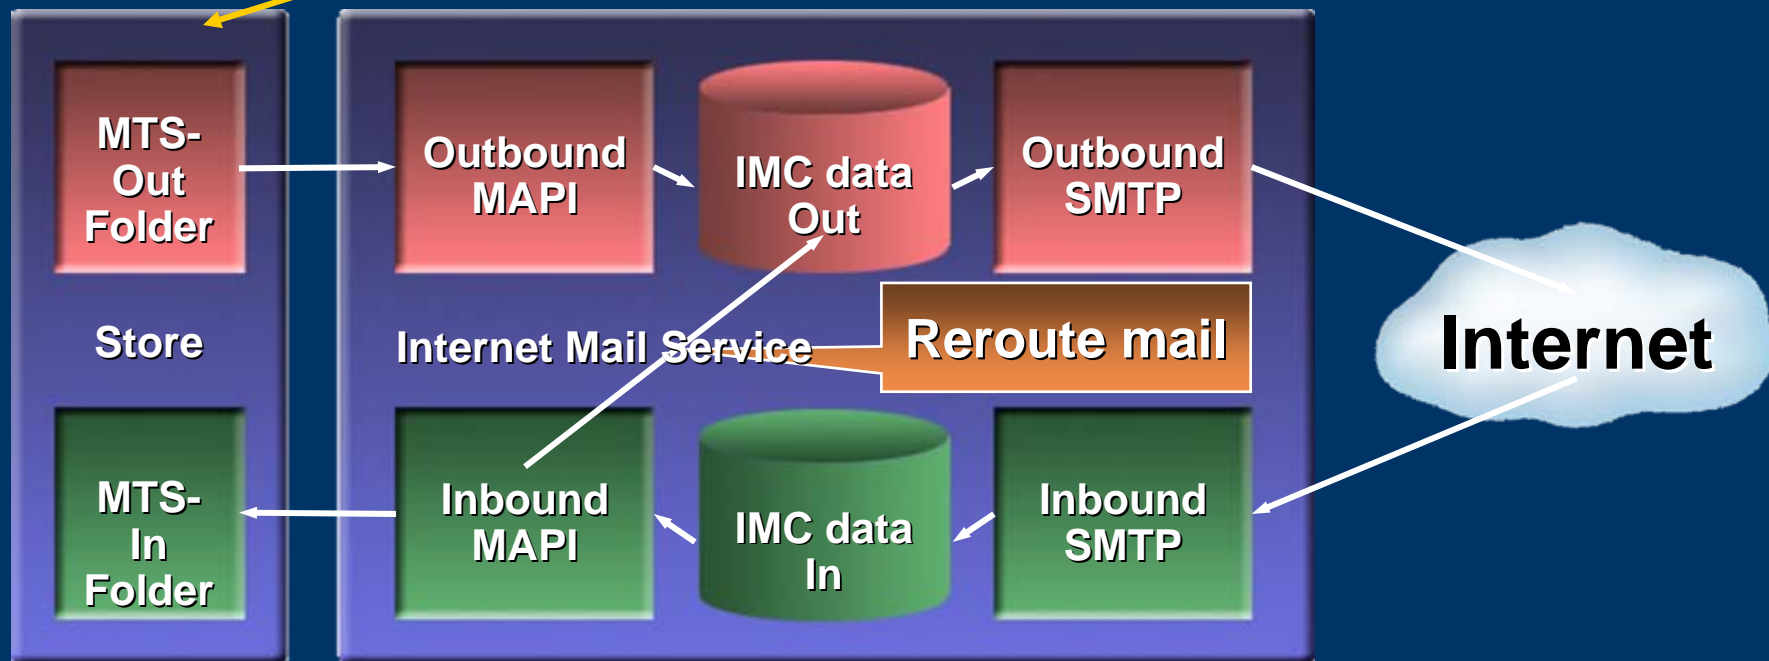 MTS-
Out
Folder
Outbound
MAPI
IMC data
Out
Outbound
SMTP
Store
Internet Mail Service
Reroute mail
Internet
MTS-
In
Folder
Inbound
MAPI
IMC data
In
Inbound
SMTP